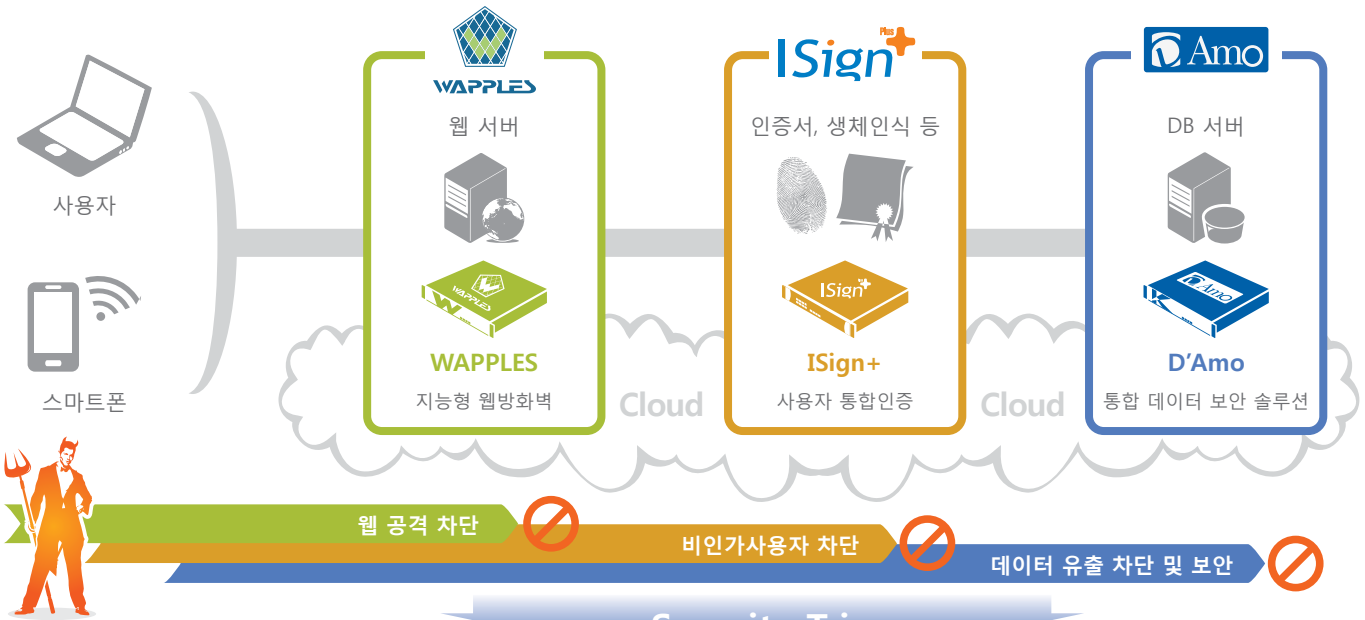 WAPPLES
ISign Plus
D Amo
웹 서버
인증서, 생체인식 등
DB 서버
사용자
WAPPLES
W
ISign+
D Amo
K
WAPPLES
ISign+
D'Amo
스마트폰
지능형 웹방화벽
Cloud
사용자 통합인증
Cloud
통합 데이터 보안 솔루션
웹 공격 차단
비인가사용자 차단
데이터 유출 차단 및 보안